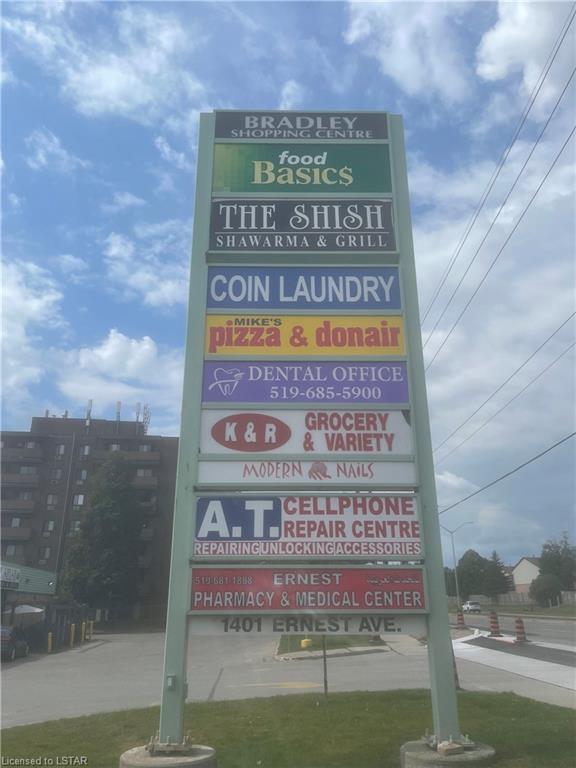 BRADLEY
SHOPPING CENTRE
food
Basic$
THE SHISH
SHAWARMA & GRILL
COIN LAUNDRY
MIKE'S
pizza & donair
DENTAL OFFICE
519-685-5900
K & R
GROCERY
& VARIETY
MODERN NAILS
A.T.
CELLPHONE
REPAIR CENTRE
REPAIRING UNLOCKING ACCESSORIES
519-681-1888 ERNEST
PHARMACY & MEDICAL CENTER
1401 ERNEST AVE.
Licensed to LSTAR